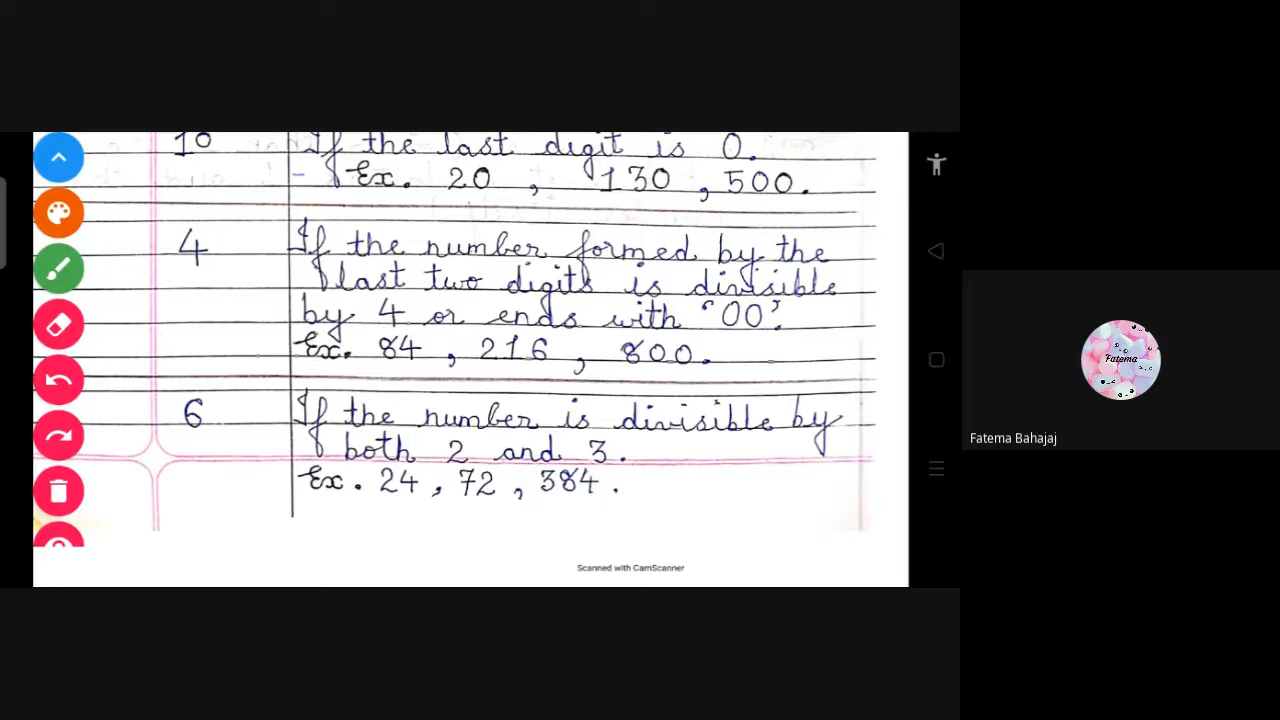 10 If the last digit is 0.
- Ex. 20 , 130 , 500.
4 If the number formed by the
last two digits is divisible
by 4 or ends with '00'.
Ex. 84 , 216 , 800.
6 If the number is divisible by
both 2 and 3.
Ex. 24 , 72 , 384 .
Scanned with CamScanner
Fatema
Fatema Bahajaj